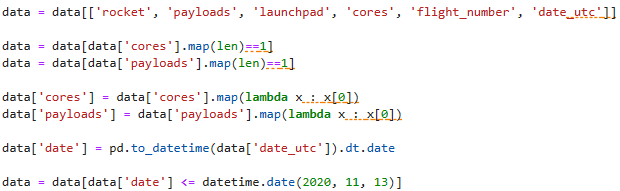 data = data[['rocket', 'payloads', 'launchpad', 'cores', 'flight_number', 'date_utc']]
data = data[data['cores'].map(len)==1]
data = data[data['payloads'].map(len)==1]
data['cores'] = data['cores'].map(lambda x : x[0])
data['payloads'] = data['payloads'].map(lambda x : x[0])
data['date'] = pd.to_datetime(data['date_utc']).dt.date
data = data[data['date'] <= datetime.date(2020, 11, 13)]